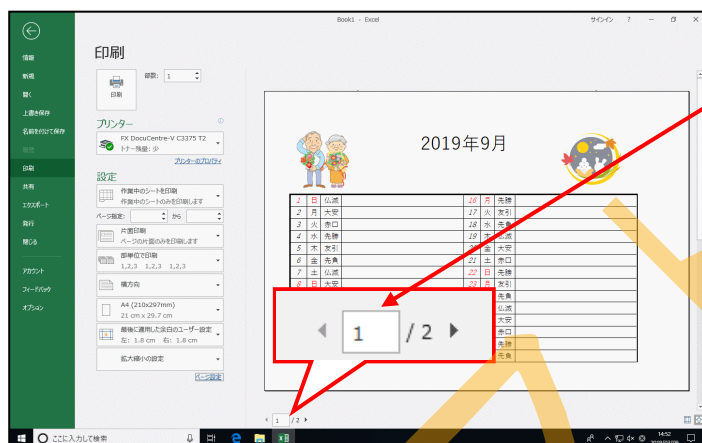 Book1 - Excel
サインイン ? － ×
情報
新規
開く
上書き保存
名前を付けて保存
履歴
印刷
共有
エクスポート
発行
閉じる
アカウント
フィードバック
オプション
印刷
部数: 1
印刷
プリンター
FX DocuCentre-V C3375 T2
トナー残量: 少
プリンターのプロパティ
設定
作業中のシートを印刷
作業中のシートのみを印刷します
ページ指定: から
片面印刷
ページの片面のみを印刷します
部単位で印刷
1,2,3 1,2,3 1,2,3
横方向
A4 (210x297mm)
21 cm x 29.7 cm
最後に適用した余白のユーザー設定
左: 1.8 cm 右: 1.8 cm
拡大縮小の設定
ページ設定
2019年9月
1 日 仏滅 16 月 先勝
2 月 大安 17 火 友引
3 火 赤口 18 水 先負
4 水 先勝 19 木 仏滅
5 木 友引 20 金 大安
6 金 先負 21 土 赤口
7 土 仏滅 22 日 先勝
8 日 大安 23 月 友引
先負
仏滅
大安
赤口
先勝
先負
1 / 2
1 / 2
ここに入力して検索
14:52